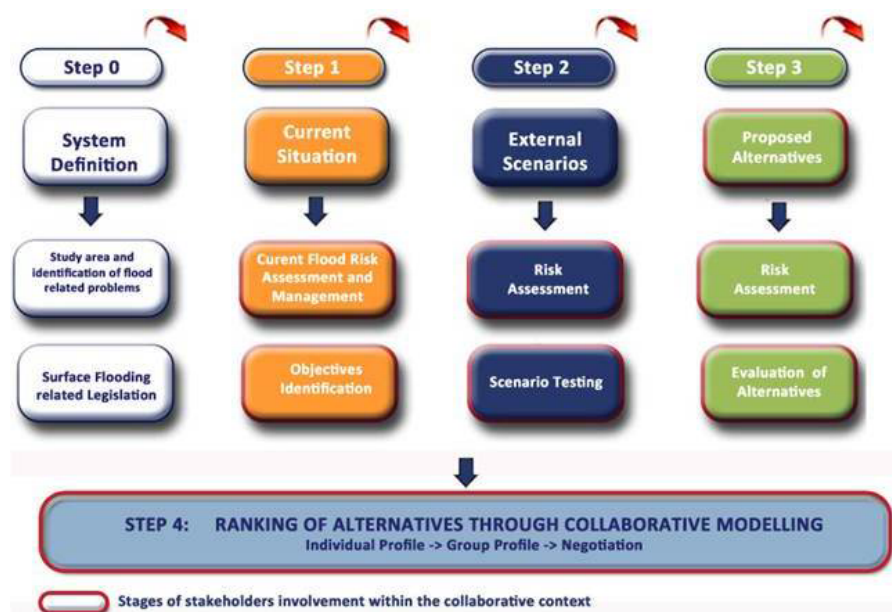 Step 0
Step 1
Step 2
Step 3
System
Definition
Current
Situation
External
Scenarios
Proposed
Alternatives
Study area and
identification of flood
related problems
Curent Flood Risk
Assessment and
Management
Risk
Assessment
Risk
Assessment
Surface Flooding
related Legislation
Objectives
Identification
Scenario Testing
Evaluation of
Alternatives
STEP 4: RANKING OF ALTERNATIVES THROUGH COLLABORATIVE MODELLING
Individual Profile -> Group Profile -> Negotiation
Stages of stakeholders involvement within the collaborative context